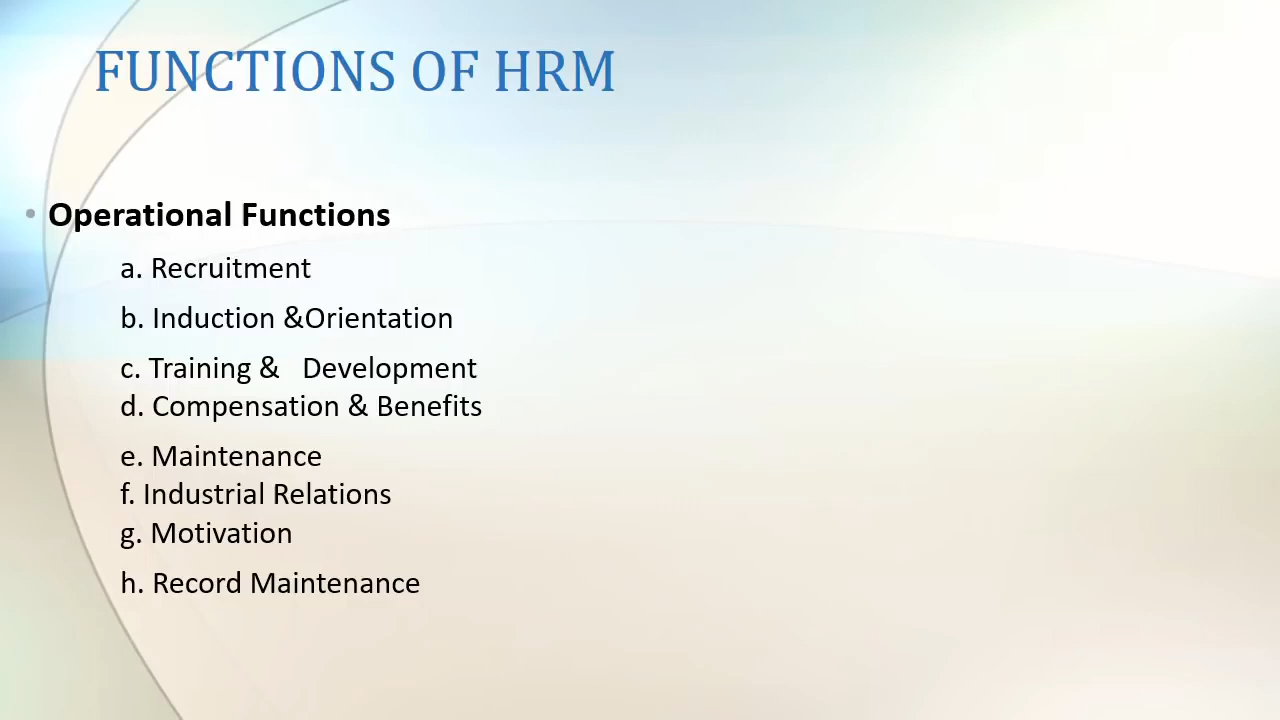 FUNCTIONS OF HRM
• Operational Functions
a. Recruitment
b. Induction &Orientation
c. Training &   Development
d. Compensation & Benefits
e. Maintenance
f. Industrial Relations
g. Motivation
h. Record Maintenance